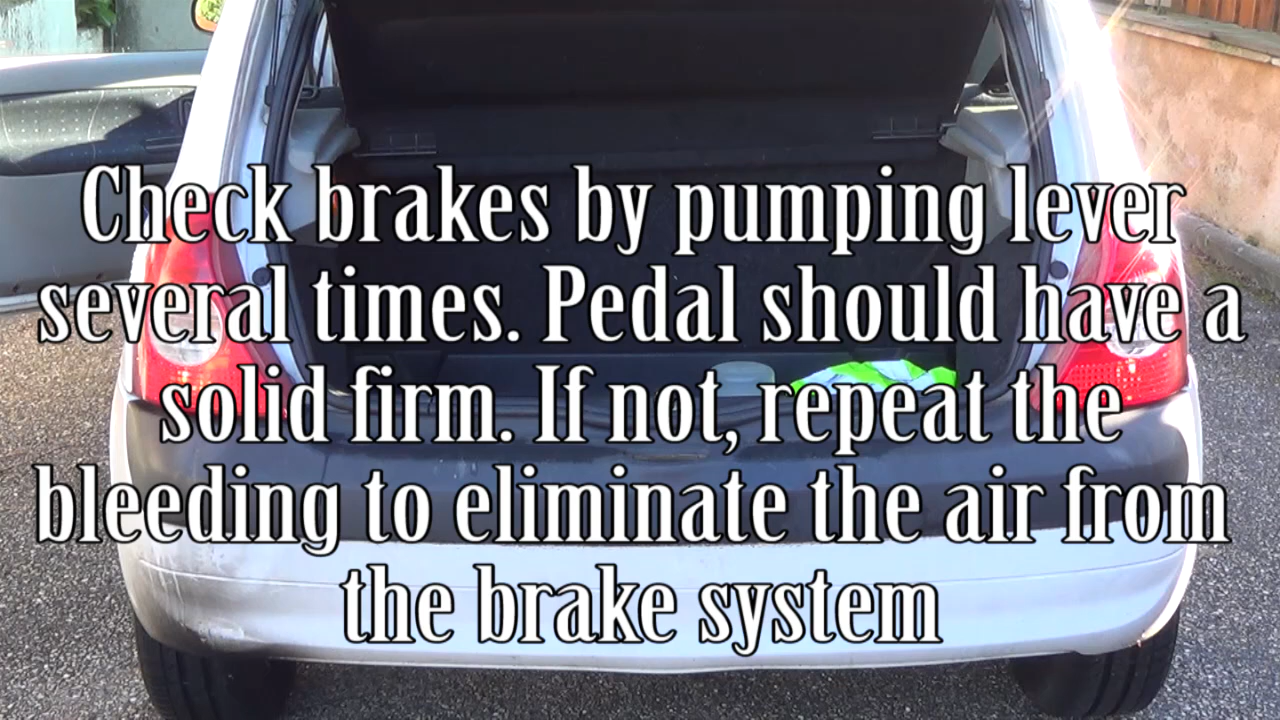 Check brakes by pumping lever
several times. Pedal should have a
solid firm. If not, repeat the
bleeding to eliminate the air from
the brake system